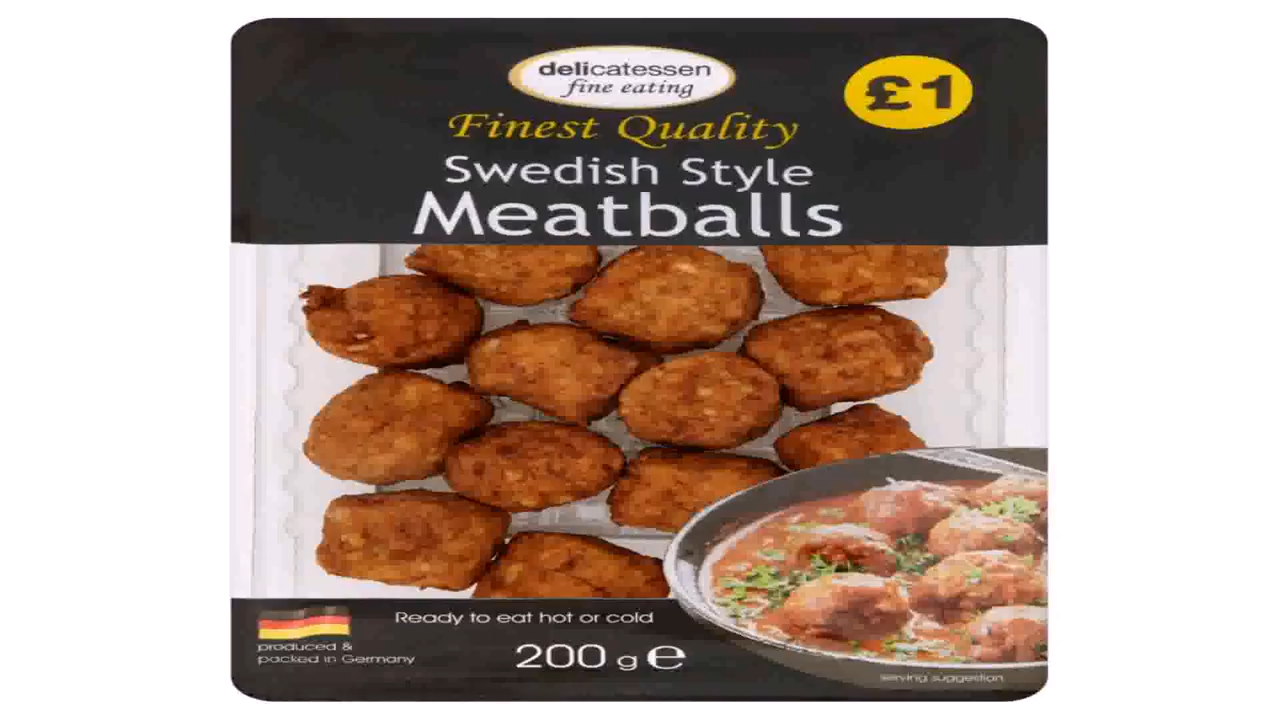 delicatessen
fine eating
£1
Finest Quality
Swedish Style
Meatballs
Ready to eat hot or cold
produced &
packed in Germany
200 g e
serving suggestion